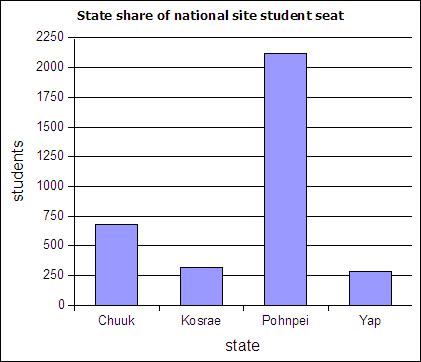 State share of national site student seat
students
2250
2000
1750
1500
1250
1000
750
500
250
0
Chuuk Kosrae Pohnpei Yap
state